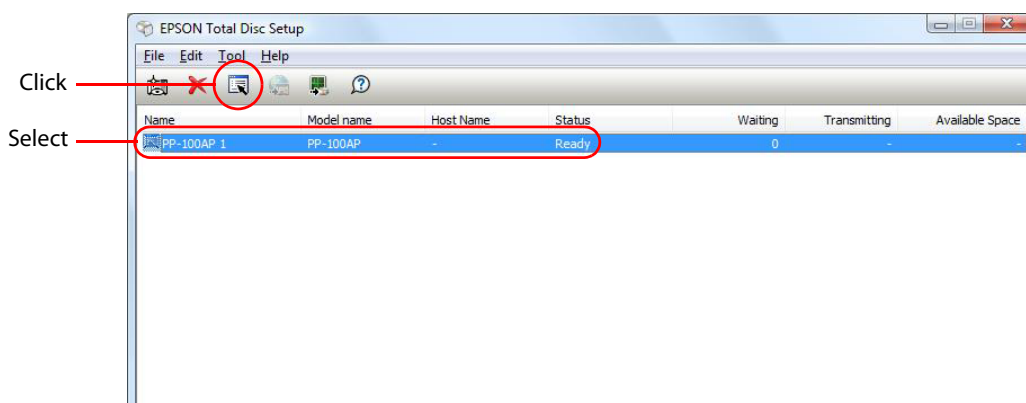 EPSON Total Disc Setup
File Edit Tool Help
Click
Name Model name Host Name Status Waiting Transmitting Available Space
Select
PP-100AP 1 PP-100AP - Ready 0 - -